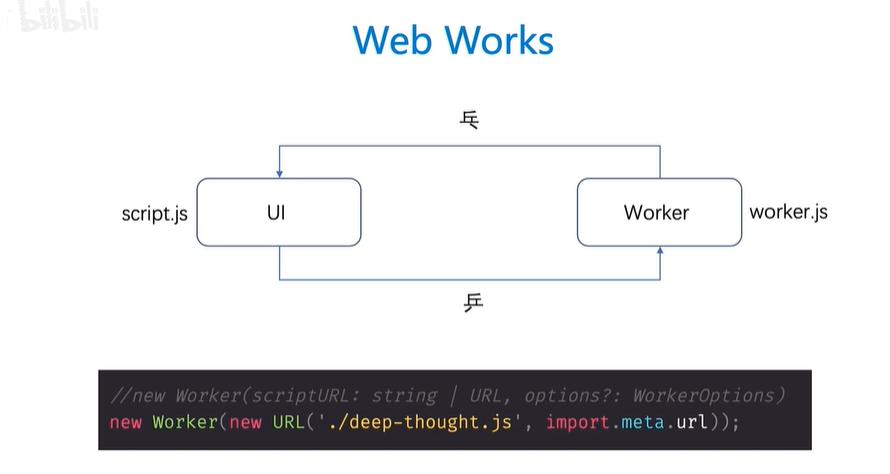 bilibili
Web Works
乓
script.js
UI
Worker
worker.js
乒
//new Worker(scriptURL: string | URL, options?: WorkerOptions)
new Worker(new URL('./deep-thought.js', import.meta.url));